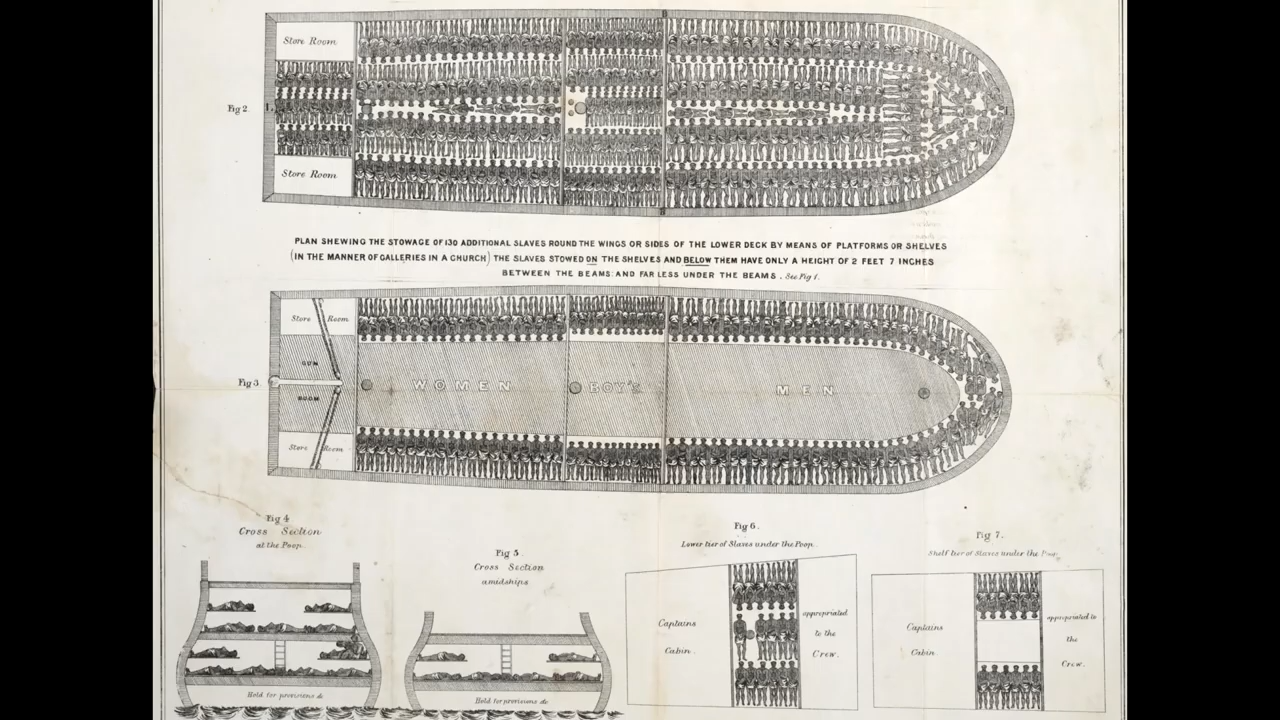 Store Room
Fig 2.
Store Room
PLAN SHEWING THE STOWAGE OF 130 ADDITIONAL SLAVES ROUND THE WINGS OR SIDES OF THE LOWER DECK BY MEANS OF PLATFORMS OR SHELVES
(IN THE MANNER OF GALLERIES IN A CHURCH) THE SLAVES STOWED ON THE SHELVES AND BELOW THEM HAVE ONLY A HEIGHT OF 2 FEET 7 INCHES
BETWEEN THE BEAMS: AND FAR LESS UNDER THE BEAMS. See Fig 1.
Store Room
GUN
Fig 3.
WOMEN BOY'S MEN
ROOM
Store Room
Fig 4
Cross Section
at the Poop.
Hold for provisions &c
Fig 5
Cross Section
amidships
Hold for provisions &c
Fig 6.
Lower tier of Slaves under the Poop.
Captains
Cabin.
appropriated
to the
Crew.
Fig 7.
Shelf tier of Slaves under the Poop
Captains
Cabin
appropriated to
the
Crew.